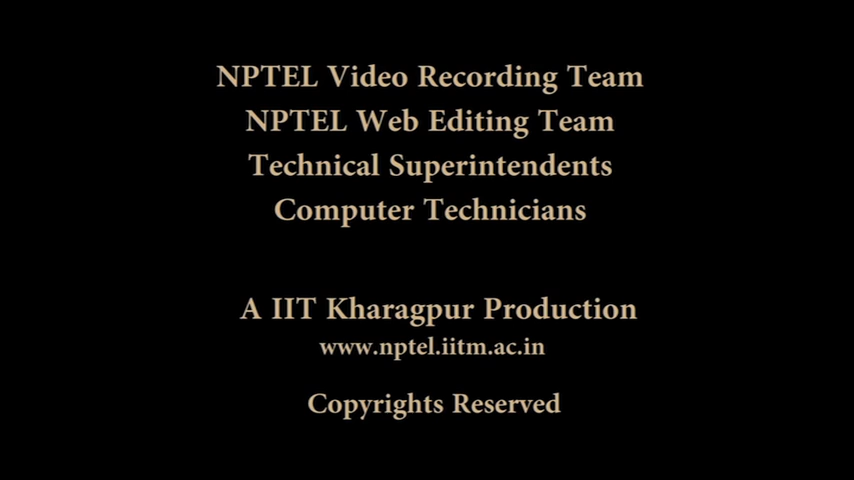 NPTEL Video Recording Team
NPTEL Web Editing Team
Technical Superintendents
Computer Technicians
A IIT Kharagpur Production
www.nptel.iitm.ac.in
Copyrights Reserved